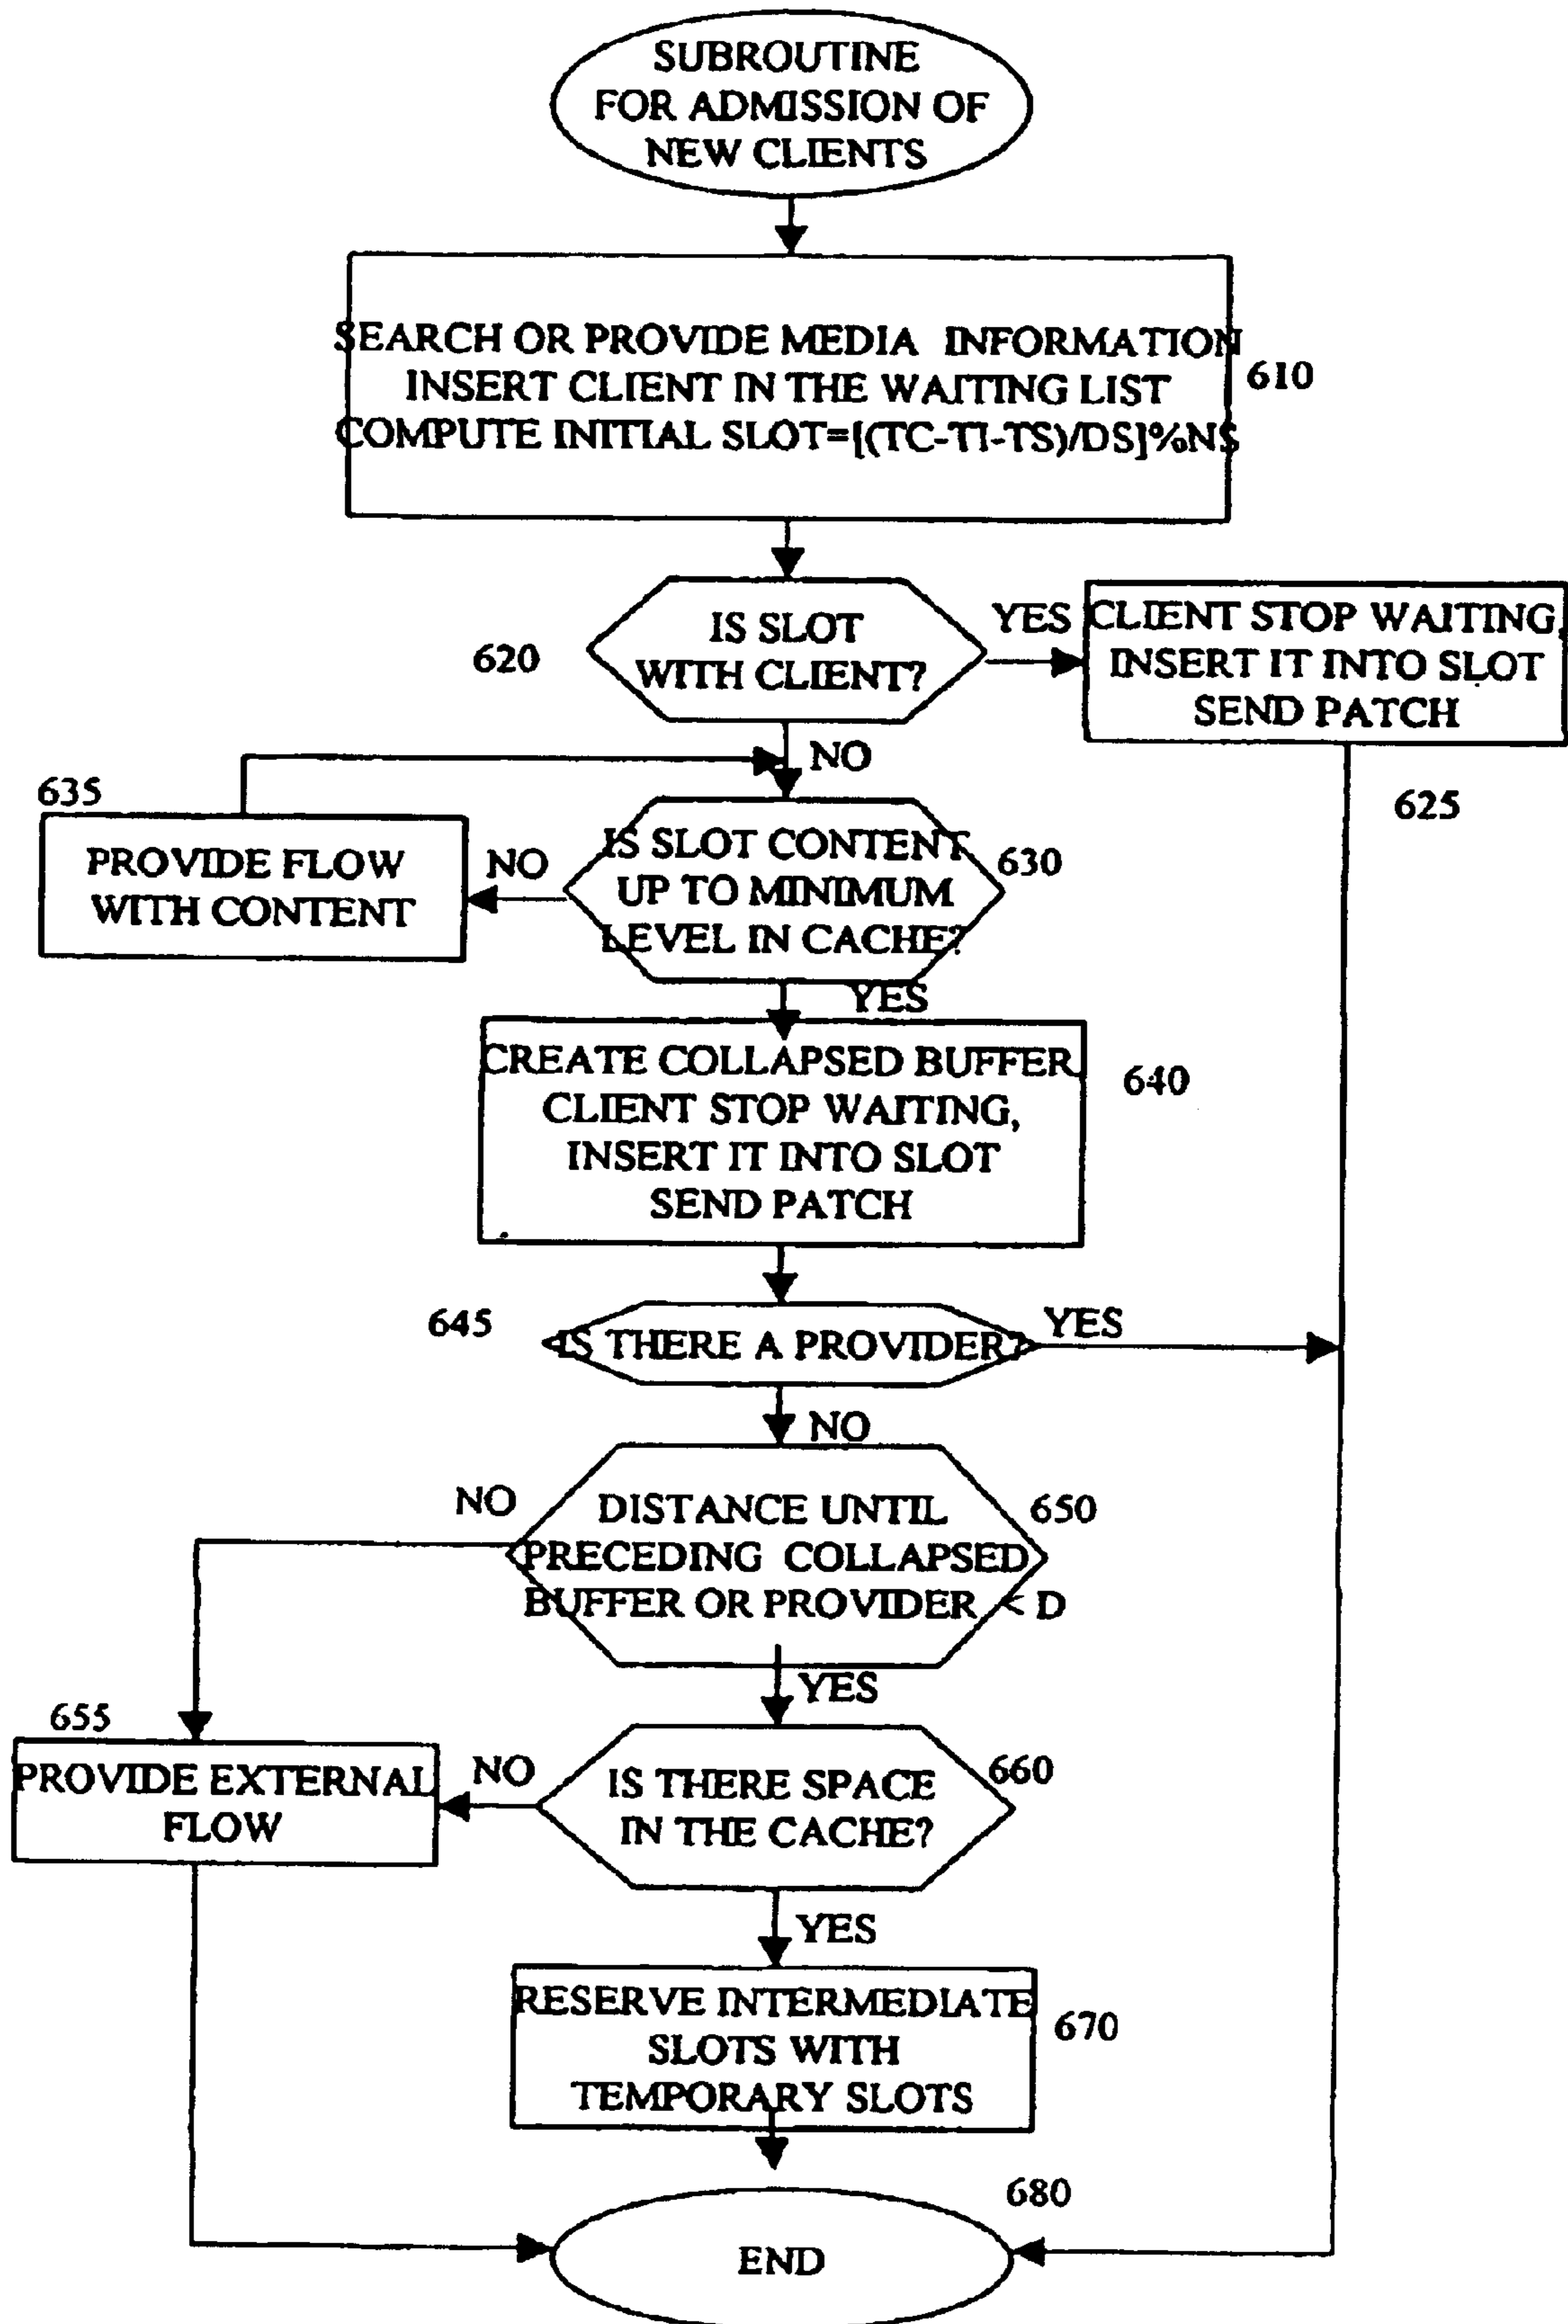 SUBROUTINE
FOR ADMISSION OF
NEW CLIENTS
SEARCH OR PROVIDE MEDIA INFORMATION
INSERT CLIENT IN THE WAITING LIST
COMPUTE INITIAL SLOT=[(TC-TI-TS)/DS]%NS
610
IS SLOT
WITH CLIENT?
620
YES
CLIENT STOP WAITING,
INSERT IT INTO SLOT
SEND PATCH
625
NO
635
PROVIDE FLOW
WITH CONTENT
NO
IS SLOT CONTENT
UP TO MINIMUM
LEVEL IN CACHE?
630
YES
CREATE COLLAPSED BUFFER,
CLIENT STOP WAITING,
INSERT IT INTO SLOT
SEND PATCH
640
645
IS THERE A PROVIDER?
YES
NO
NO
DISTANCE UNTIL
PRECEDING COLLAPSED
BUFFER OR PROVIDER < D
650
YES
655
PROVIDE EXTERNAL
FLOW
NO
IS THERE SPACE
IN THE CACHE?
660
YES
RESERVE INTERMEDIATE
SLOTS WITH
TEMPORARY SLOTS
670
680
END